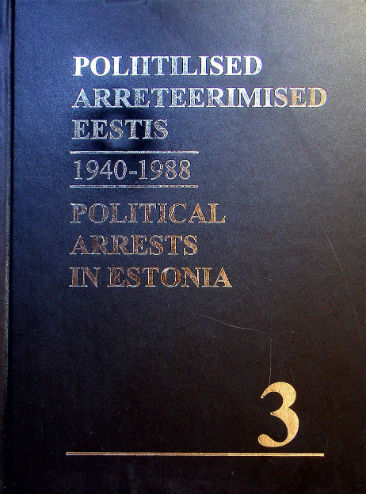 POLIITILISED
ARRETEERIMISED
EESTIS
1940-1988
POLITICAL
ARRESTS
IN ESTONIA
3